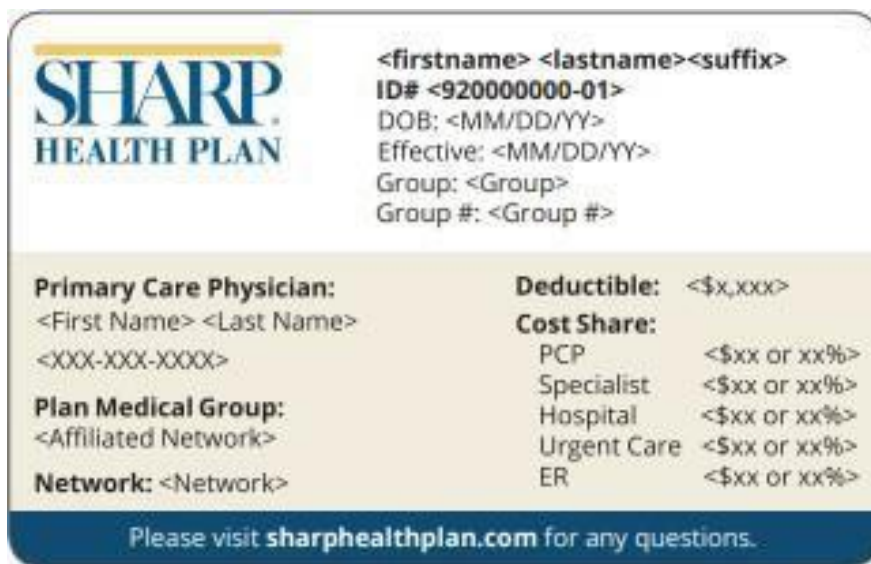 SHARP
HEALTH PLAN
<firstname> <lastname><suffix>
ID# <920000000-01>
DOB: <MM/DD/YY>
Effective: <MM/DD/YY>
Group: <Group>
Group #: <Group #>
Primary Care Physician:
<First Name> <Last Name>
<XXX-XXX-XXXX>
Plan Medical Group:
<Affiliated Network>
Network: <Network>
Deductible: <$x,xxx>
Cost Share:
PCP <$xx or xx%>
Specialist <$xx or xx%>
Hospital <$xx or xx%>
Urgent Care <$xx or xx%>
ER <$xx or xx%>
Please visit sharphealthplan.com for any questions.